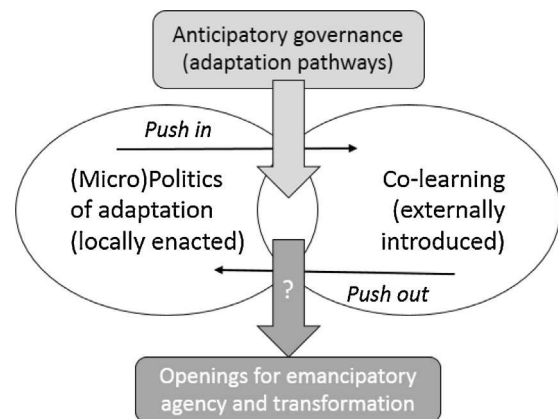 Anticipatory governance
(adaptation pathways)
Push in
(Micro)Politics
of adaptation
(locally enacted)
Co-learning
(externally
introduced)
?
Push out
Openings for emancipatory
agency and transformation